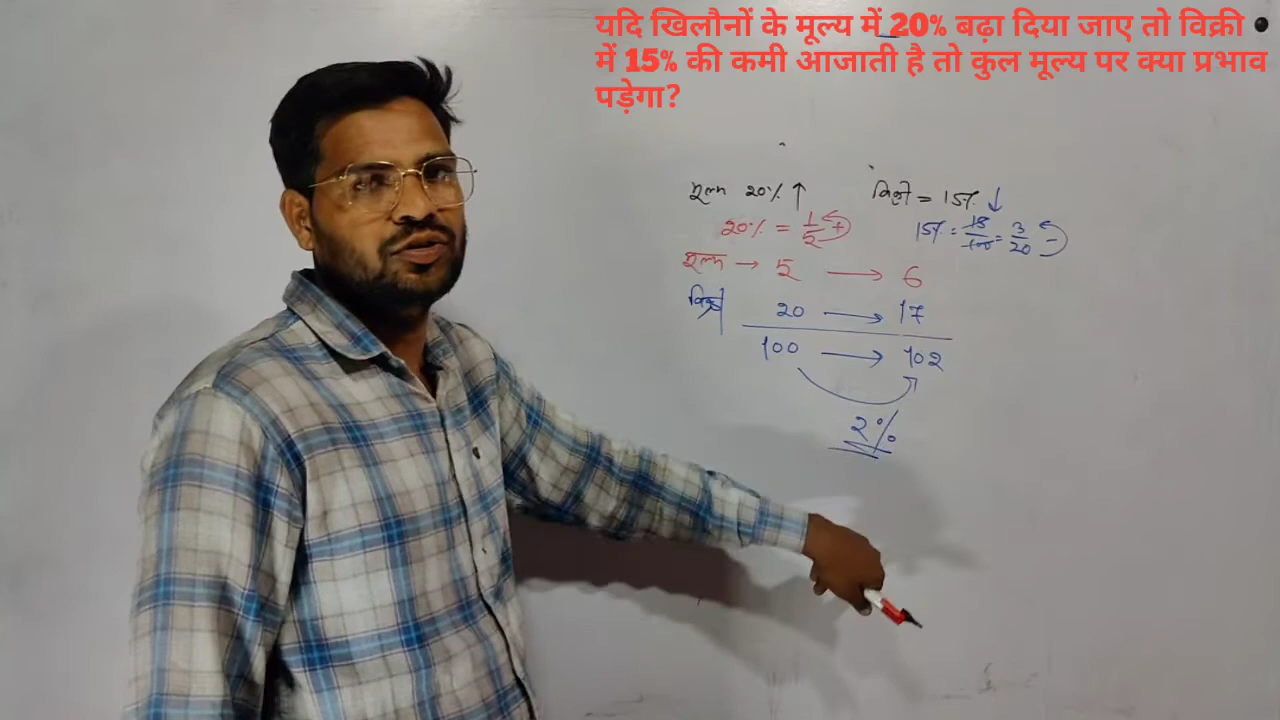 यदि खिलौनों के मूल्य में 20% बढ़ा दिया जाए तो विक्री
में 15% की कमी आजाती है तो कुल मूल्य पर क्या प्रभाव
पड़ेगा?
मूल्य 20% ↑
20% = 1/5 +
15% ↓
15% = 15/100 = 3/20 -
मूल्य → 5 → 6
20 → 17
100 → 102
2%